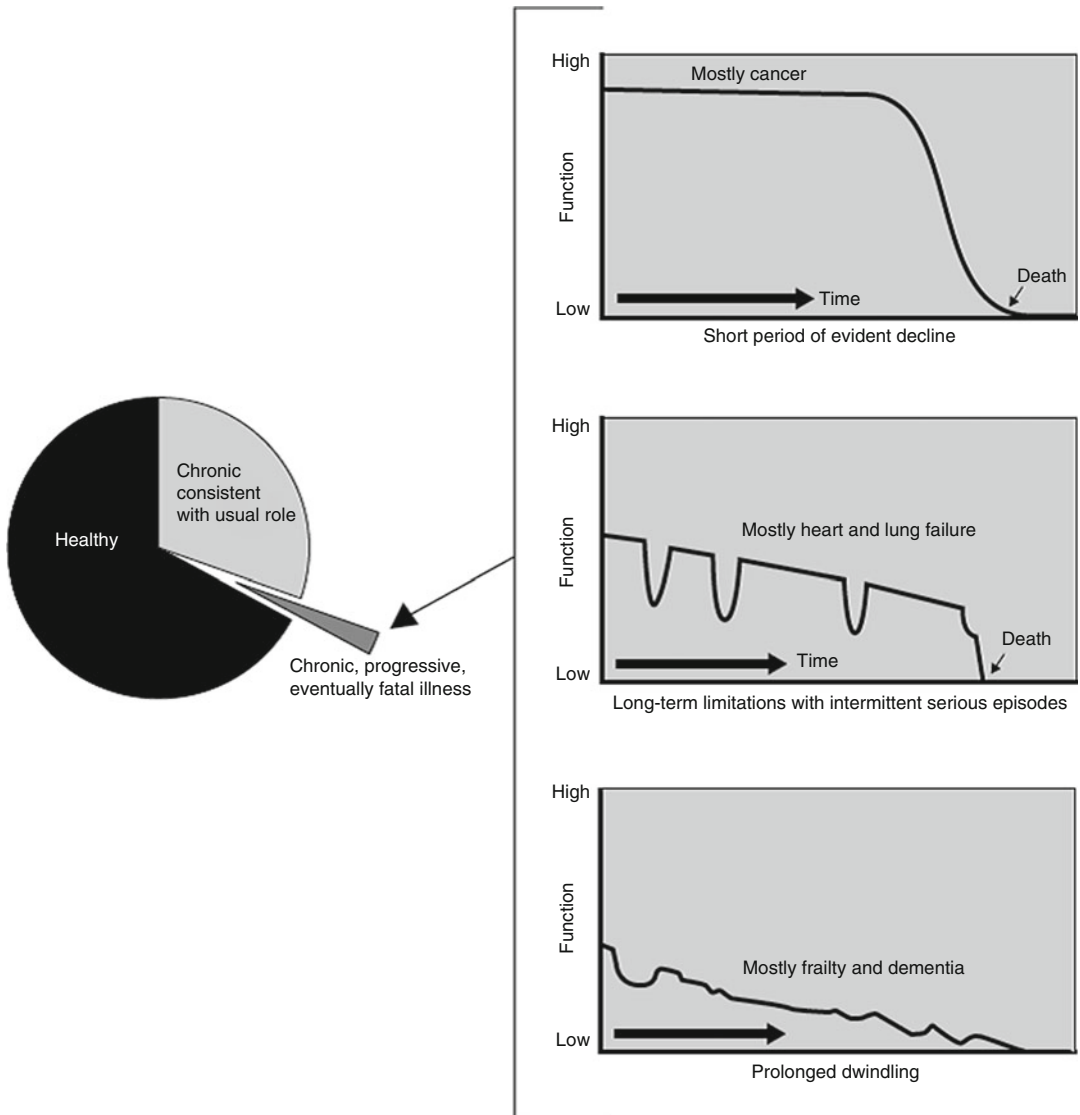 Healthy
Chronic
consistent
with usual role
Chronic, progressive,
eventually fatal illness
High
Mostly cancer
Function
Death
Time
Low
Short period of evident decline
High
Mostly heart and lung failure
Function
Death
Time
Low
Long-term limitations with intermittent serious episodes
High
Function
Mostly frailty and dementia
Low
Prolonged dwindling